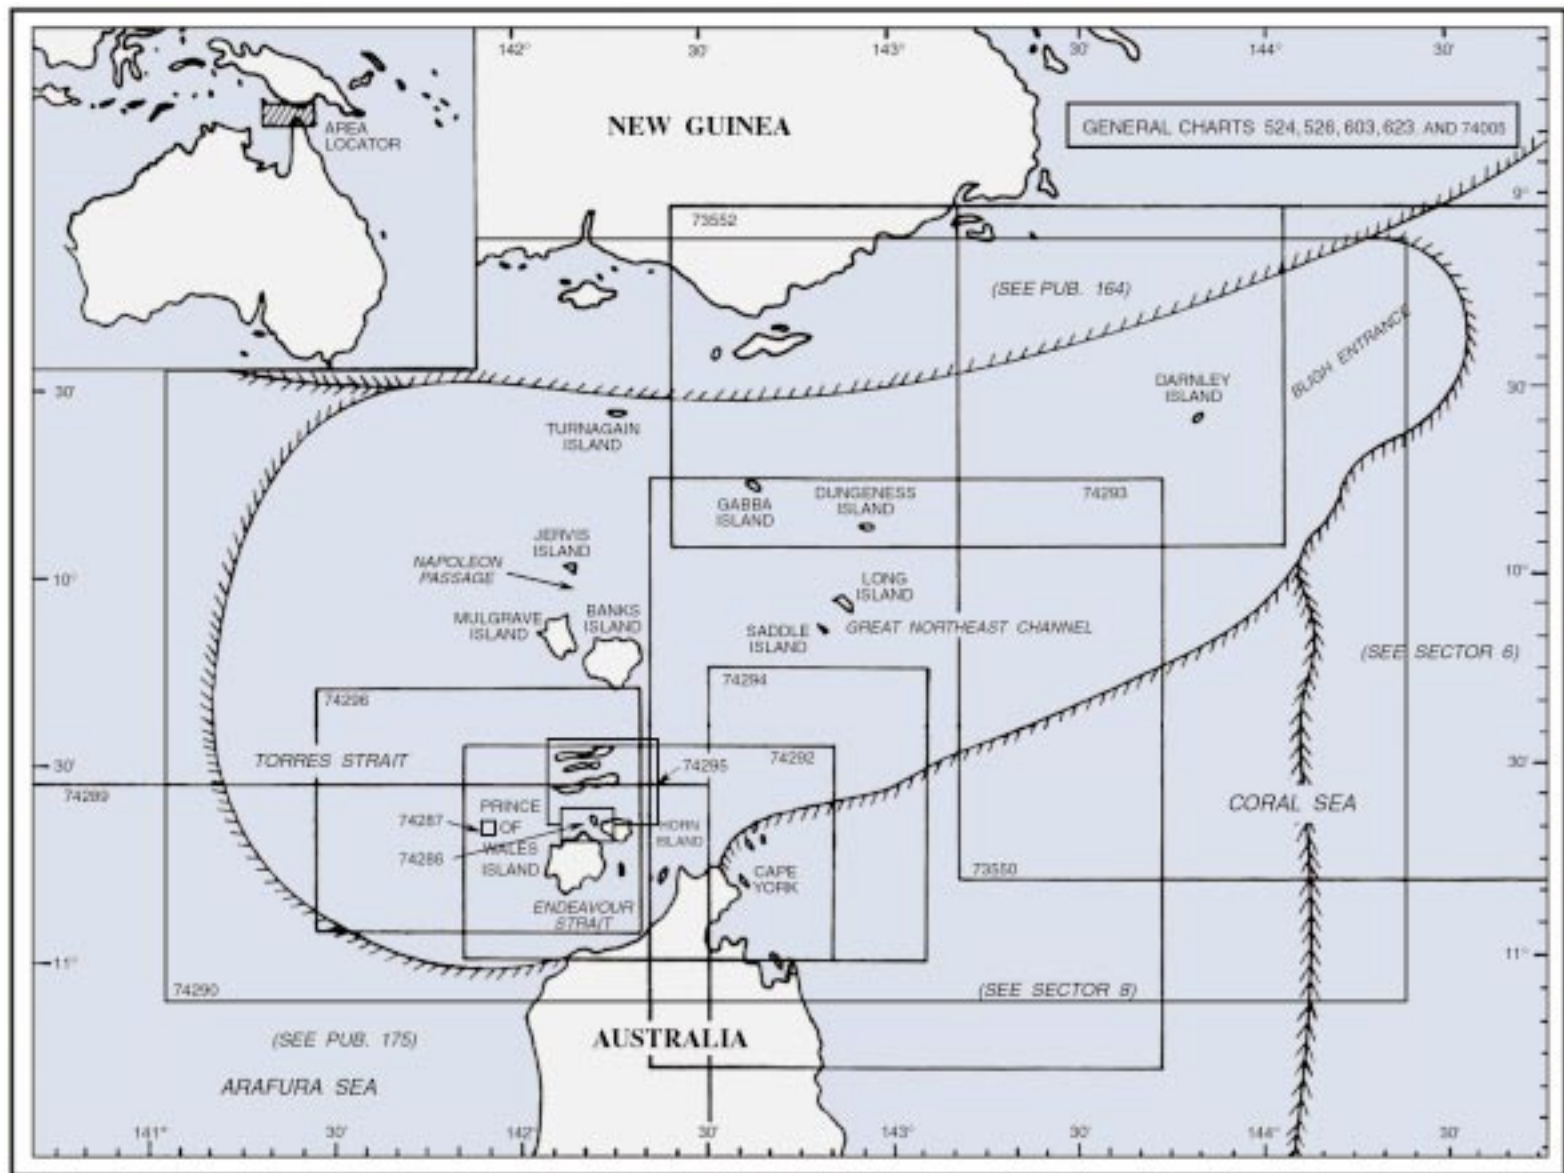 142°
30'
143°
30'
144°
30'
AREA
LOCATOR
NEW GUINEA
GENERAL CHARTS 524, 526, 603, 623 AND 74005
9°
73552
(SEE PUB. 164)
BLIGH ENTRANCE
30'
30'
DARNLEY
ISLAND
TURNAGAIN
ISLAND
74293
GABBA
ISLAND
DUNGENESS
ISLAND
JERVIS
ISLAND
NAPOLEON
PASSAGE
10°
10°
LONG
ISLAND
MULGRAVE
ISLAND
BANKS
ISLAND
SADDLE
ISLAND
GREAT NORTHEAST CHANNEL
(SEE SECTOR 6)
74296
74294
TORRES STRAIT
30'
74295
74292
30'
74289
CORAL SEA
74287
PRINCE
OF
WALES
ISLAND
HORN
ISLAND
74286
CAPE
YORK
73550
ENDEAVOUR
STRAIT
11°
11°
74290
(SEE SECTOR 8)
(SEE PUB. 175)
AUSTRALIA
ARAFURA SEA
141°
30'
142°
30'
143°
30'
144°
30'